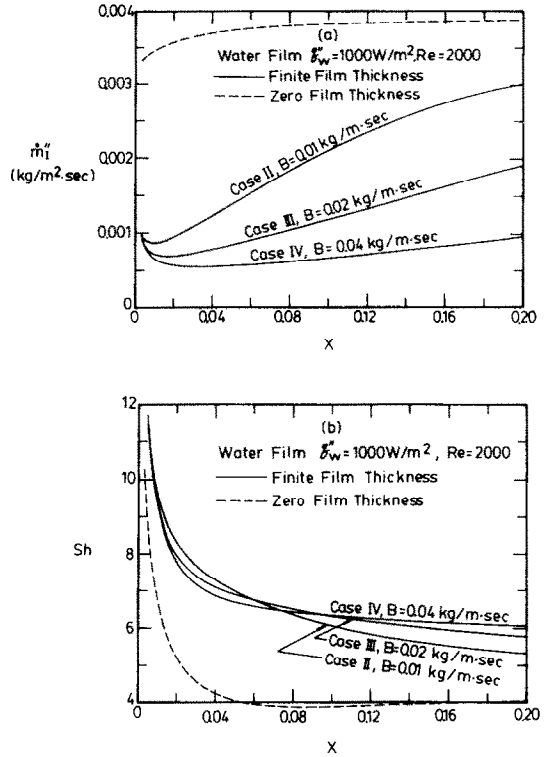 0.004
(a)
Water Film q″w=1000W/m²,Re=2000
Finite Film Thickness
Zero Film Thickness
0.003
ṁ″I
(kg/m².sec)
0.002
0.001
0
Case II, B=0.01 kg/m·sec
Case III, B=0.02 kg/m·sec
Case IV, B=0.04 kg/m·sec
0 0.04 0.08 0.12 0.16 0.20
X
12
(b)
Water Film q″w=1000W/m² , Re=2000
Finite Film Thickness
Zero Film Thickness
10
8
Sh
6
4
Case IV, B=0.04 kg/m·sec
Case III, B=0.02 kg/m·sec
Case II, B=0.01 kg/m·sec
0.04 0.08 0.12 0.16 0.20
X